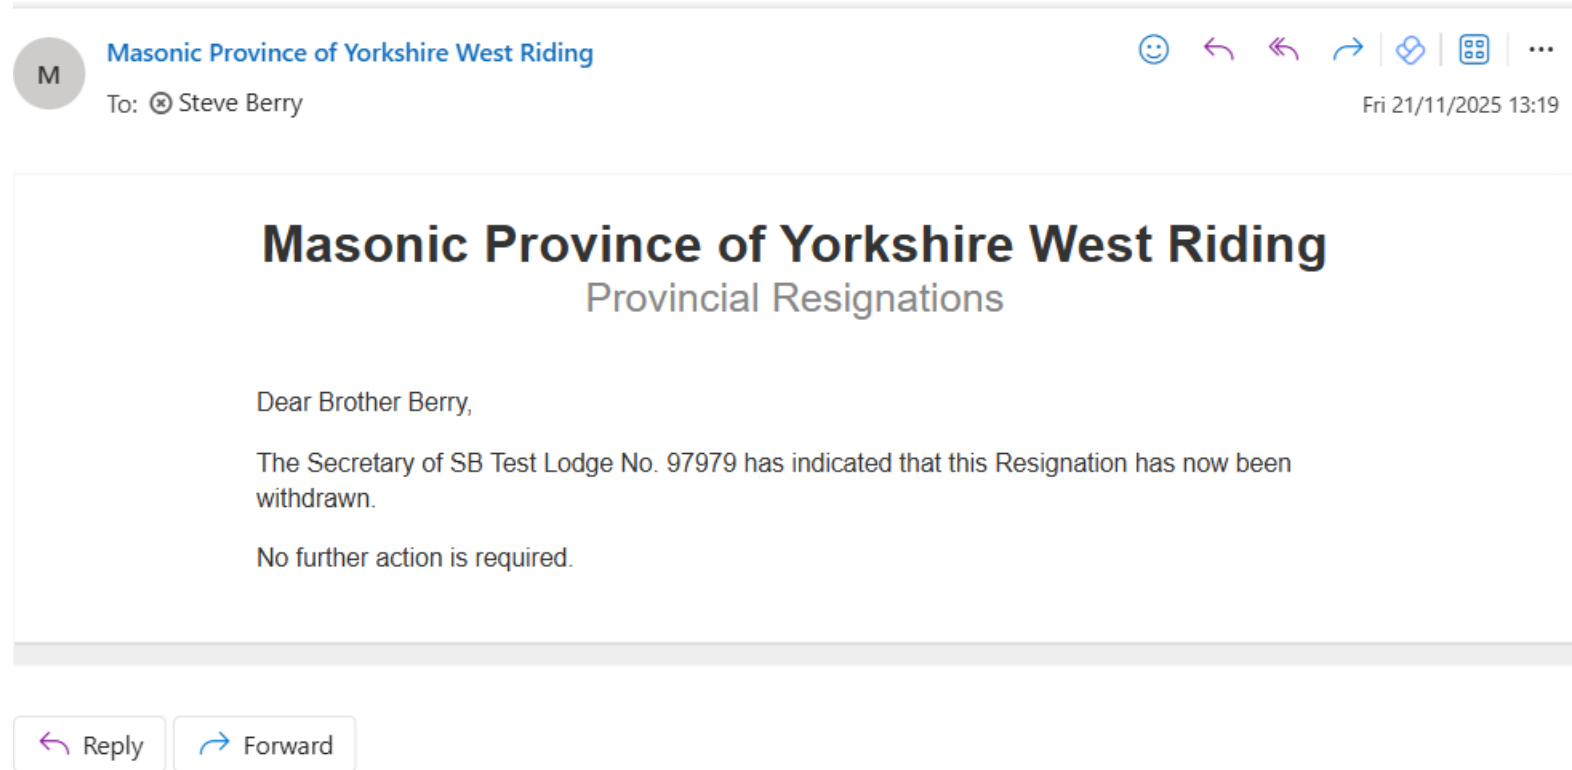 M
Masonic Province of Yorkshire West Riding
To: Steve Berry
Fri 21/11/2025 13:19
Masonic Province of Yorkshire West Riding
Provincial Resignations
Dear Brother Berry,
The Secretary of SB Test Lodge No. 97979 has indicated that this Resignation has now been
withdrawn.
No further action is required.
Reply
Forward